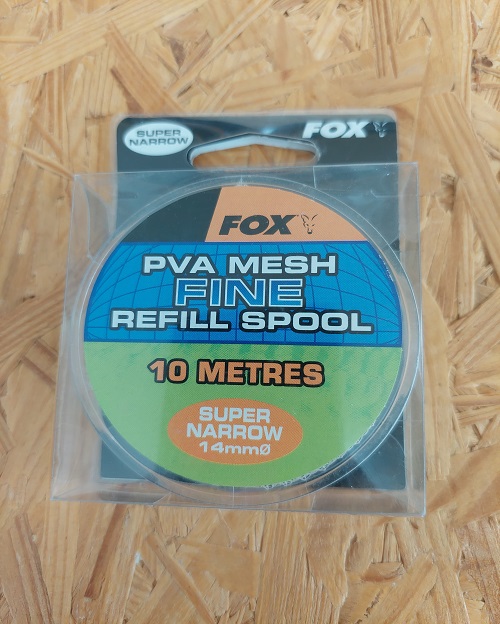 SUPER
NARROW
FOX
FOX
PVA MESH
FINE
REFILL SPOOL
10 METRES
SUPER
NARROW
14mmØ